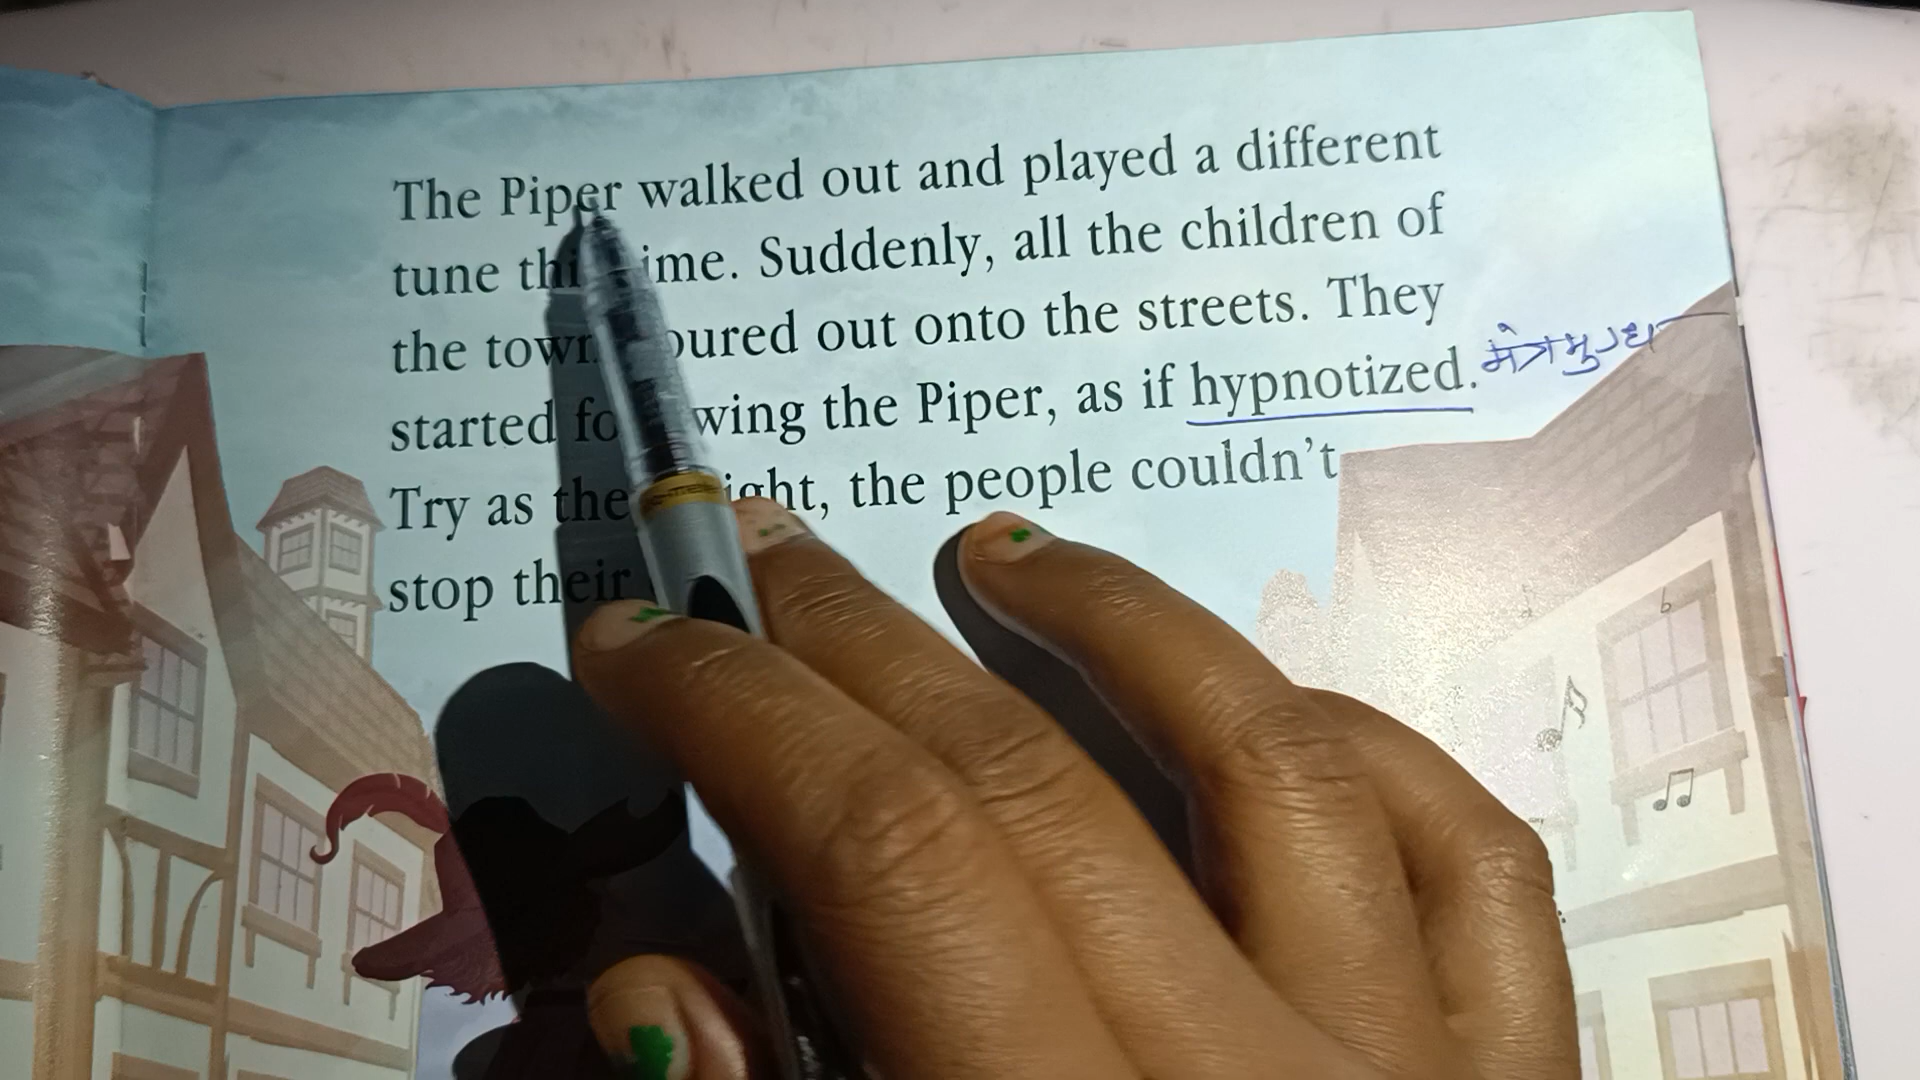 The Piper walked out and played a different
tune thi ime. Suddenly, all the children of
the town oured out onto the streets. They
started fo wing the Piper, as if hypnotized. मंत्रमुग्ध
Try as the ight, the people couldn't
stop their